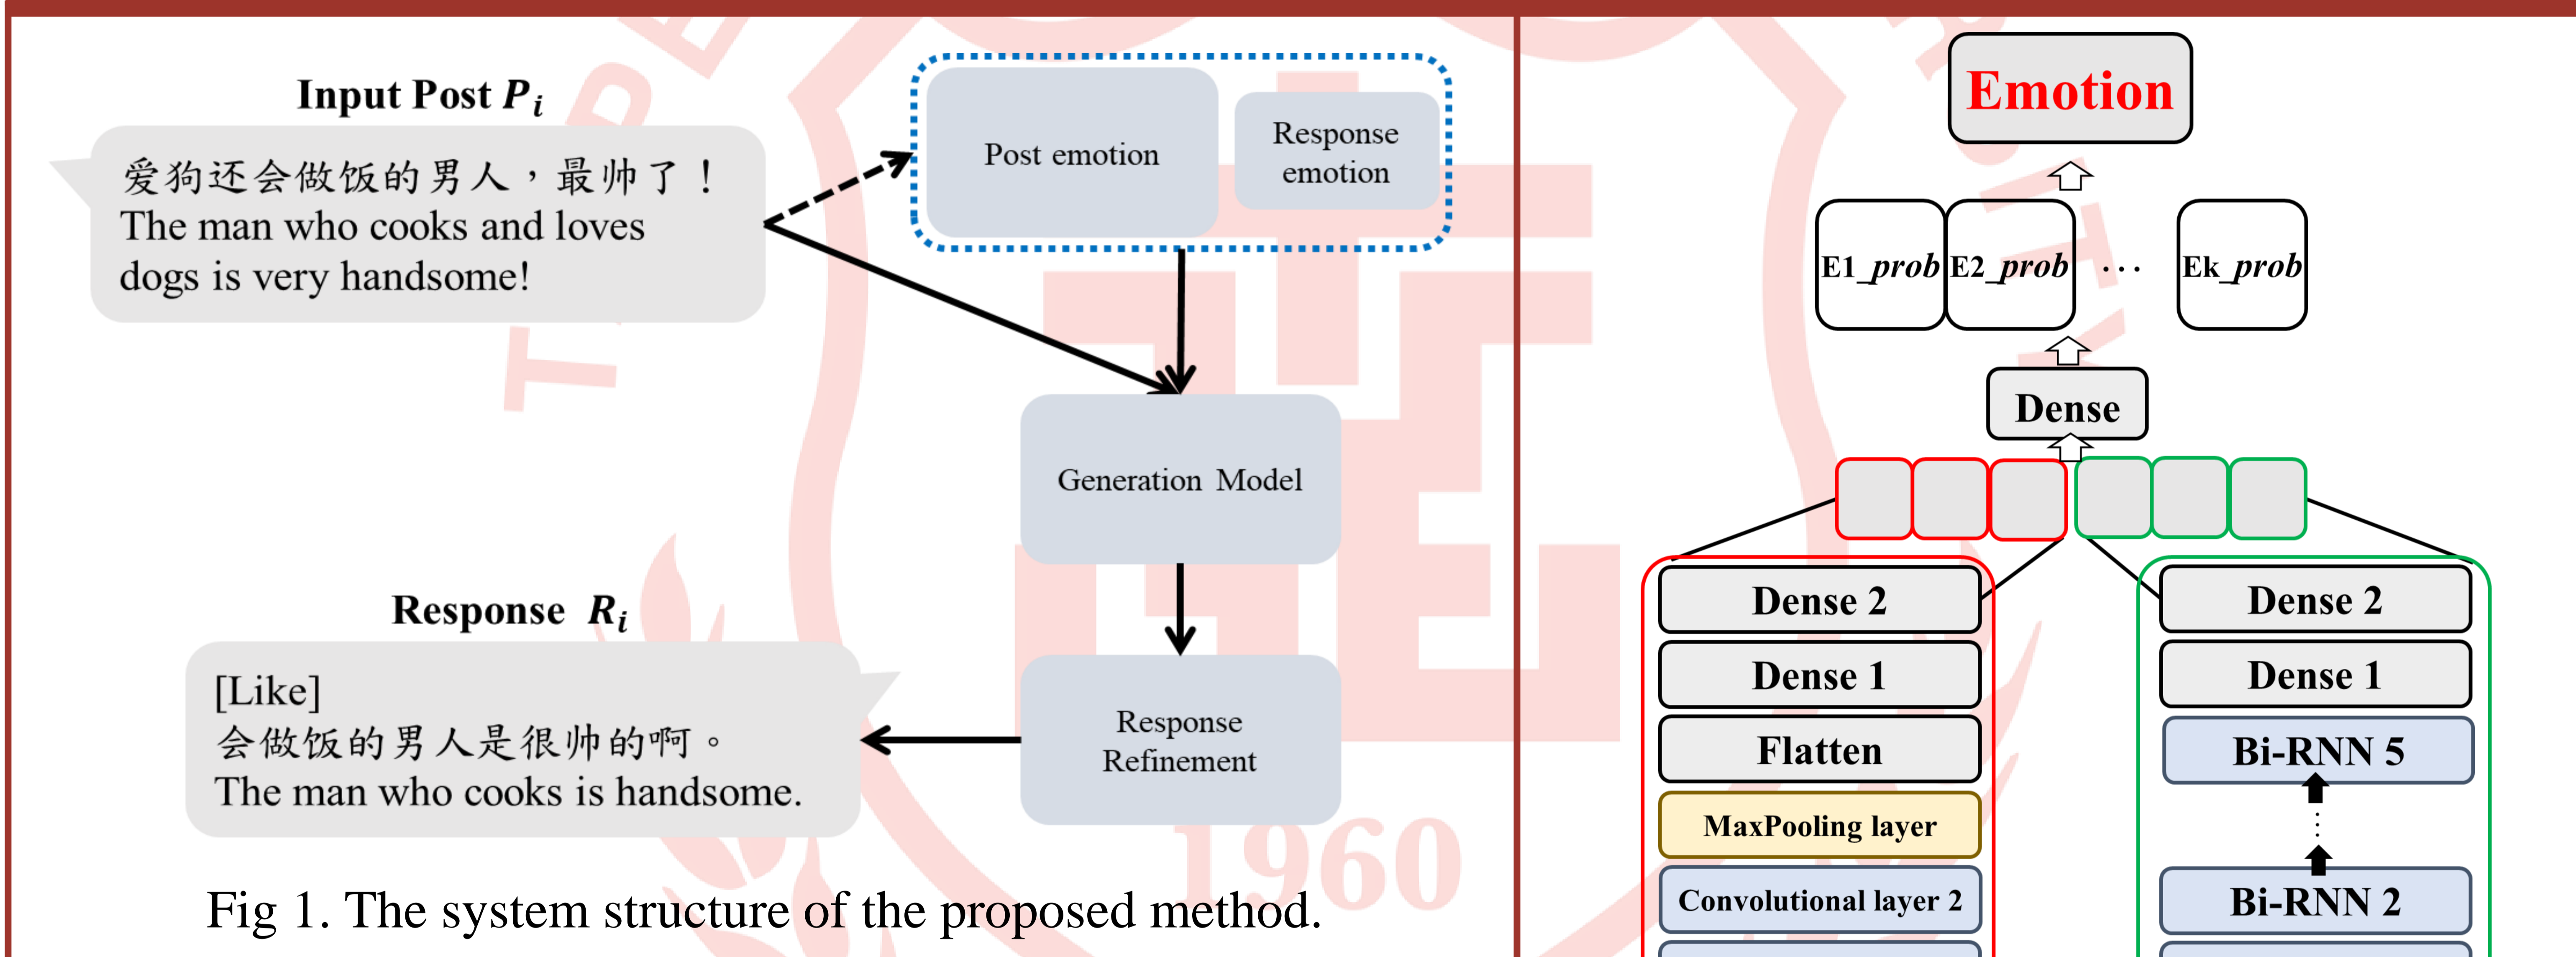 Input Post P_i
爱狗还会做饭的男人，最帅了！
The man who cooks and loves
dogs is very handsome!
Post emotion
Response
emotion
Generation Model
Response
Refinement
Response R_i
[Like]
会做饭的男人是很帅的啊。
The man who cooks is handsome.
Fig 1. The system structure of the proposed method.
1960
Emotion
E1_prob E2_prob ... Ek_prob
Dense
Dense 2
Dense 1
Flatten
MaxPooling layer
Convolutional layer 2
Dense 2
Dense 1
Bi-RNN 5
Bi-RNN 2